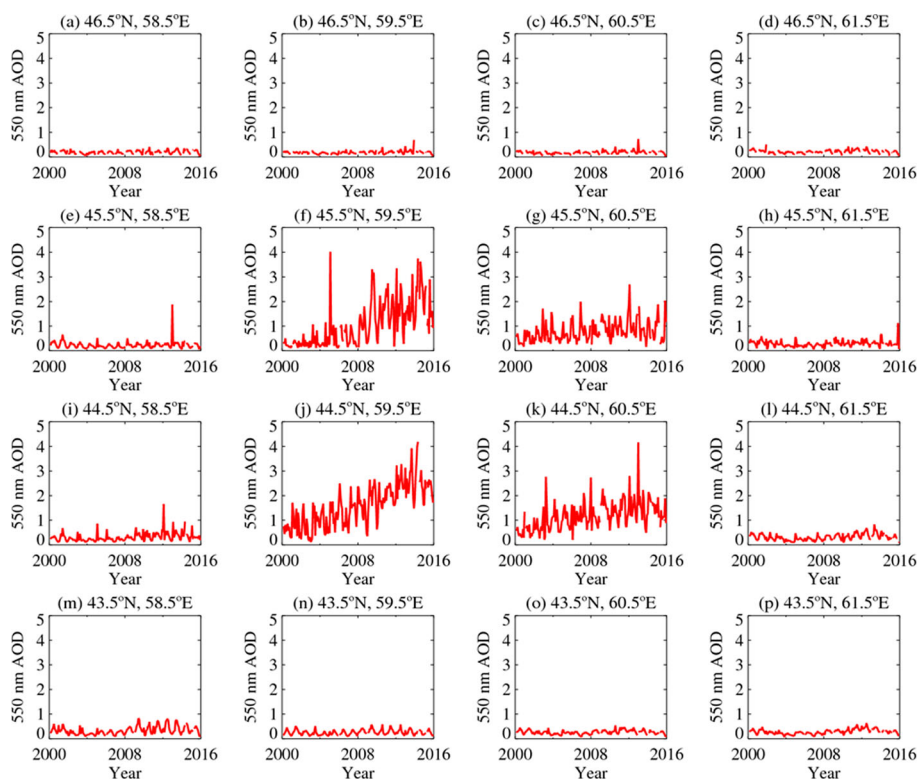 (a) 46.5°N, 58.5°E (b) 46.5°N, 59.5°E (c) 46.5°N, 60.5°E (d) 46.5°N, 61.5°E
5 5 5 5
4 4 4 4
3 3 3 3
2 2 2 2
1 1 1 1
0 0 0 0
550 nm AOD 550 nm AOD 550 nm AOD 550 nm AOD
2000 2008 2016 2000 2008 2016 2000 2008 2016 2000 2008 2016
Year Year Year Year
(e) 45.5°N, 58.5°E (f) 45.5°N, 59.5°E (g) 45.5°N, 60.5°E (h) 45.5°N, 61.5°E
5 5 5 5
4 4 4 4
3 3 3 3
2 2 2 2
1 1 1 1
0 0 0 0
550 nm AOD 550 nm AOD 550 nm AOD 550 nm AOD
2000 2008 2016 2000 2008 2016 2000 2008 2016 2000 2008 2016
Year Year Year Year
(i) 44.5°N, 58.5°E (j) 44.5°N, 59.5°E (k) 44.5°N, 60.5°E (l) 44.5°N, 61.5°E
5 5 5 5
4 4 4 4
3 3 3 3
2 2 2 2
1 1 1 1
0 0 0 0
550 nm AOD 550 nm AOD 550 nm AOD 550 nm AOD
2000 2008 2016 2000 2008 2016 2000 2008 2016 2000 2008 2016
Year Year Year Year
(m) 43.5°N, 58.5°E (n) 43.5°N, 59.5°E (o) 43.5°N, 60.5°E (p) 43.5°N, 61.5°E
5 5 5 5
4 4 4 4
3 3 3 3
2 2 2 2
1 1 1 1
0 0 0 0
550 nm AOD 550 nm AOD 550 nm AOD 550 nm AOD
2000 2008 2016 2000 2008 2016 2000 2008 2016 2000 2008 2016
Year Year Year Year